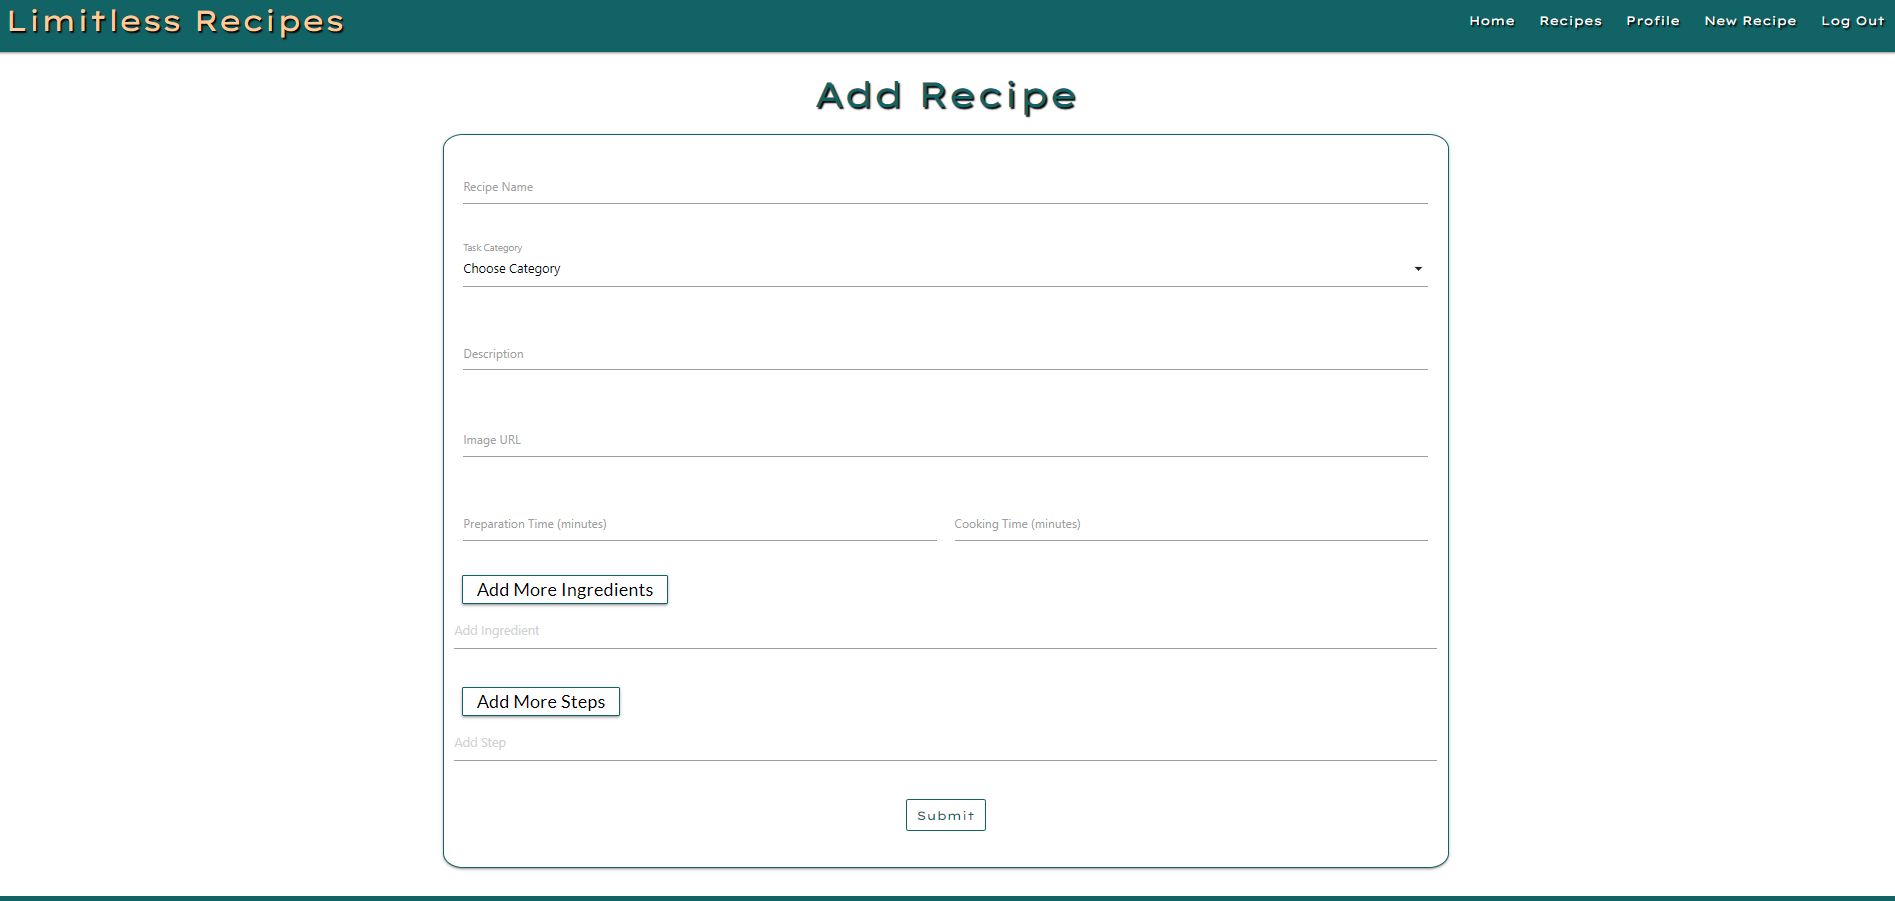 Limitless Recipes
Home Recipes Profile New Recipe Log Out
Add Recipe
Recipe Name
Task Category
Choose Category
Description
Image URL
Preparation Time (minutes) Cooking Time (minutes)
Add More Ingredients
Add Ingredient
Add More Steps
Add Step
Submit